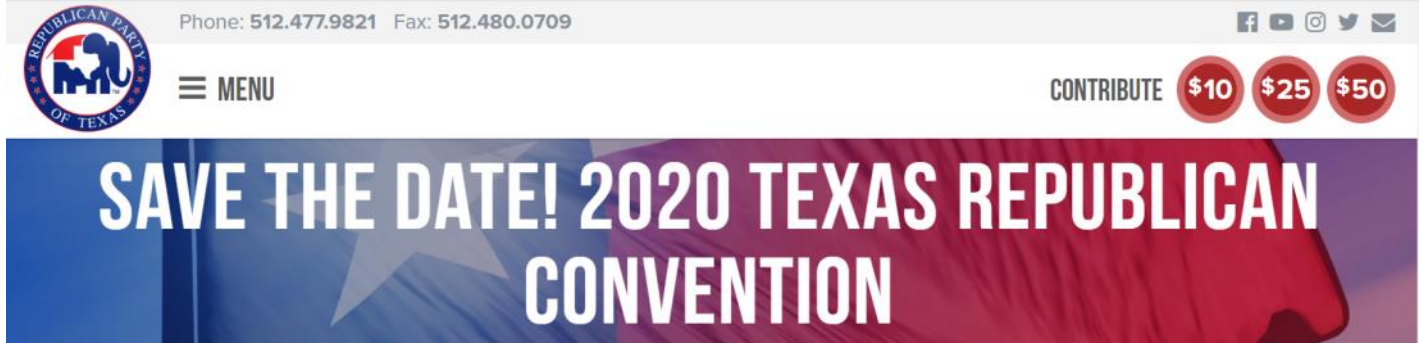 REPUBLICAN PARTY
OF TEXAS
Phone: 512.477.9821 Fax: 512.480.0709
MENU
CONTRIBUTE $10 $25 $50
SAVE THE DATE! 2020 TEXAS REPUBLICAN
CONVENTION